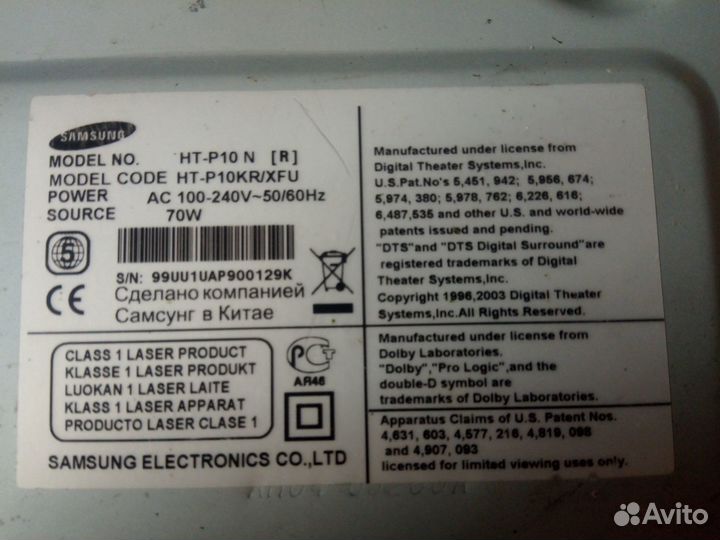 SAMSUNG
MODEL NO. HT-P10 N [R]
MODEL CODE HT-P10KR/XFU
POWER AC 100-240V~50/60Hz
SOURCE 70W
5
S/N: 99UU1UAP900129K
CE
Сделано компанией
Самсунг в Китае
CLASS 1 LASER PRODUCT
KLASSE 1 LASER PRODUKT
LUOKAN 1 LASER LAITE
KLASS 1 LASER APPARAT
PRODUCTO LASER CLASE 1
АЯ46
SAMSUNG ELECTRONICS CO.,LTD
Manufactured under license from
Digital Theater Systems,Inc.
U.S.Pat.No's 5,451, 942; 5,956, 674;
5,974, 380; 5,978, 762; 6,226, 616;
6,487,535 and other U.S. and world-wide
patents issued and pending.
"DTS"and "DTS Digital Surround"are
registered trademarks of Digital
Theater Systems,Inc.
Copyright 1996,2003 Digital Theater
Systems,Inc.All Rights Reserved.
Manufactured under license from
Dolby Laboratories.
"Dolby","Pro Logic",and the
double-D symbol are
trademarks of Dolby Laboratories.
Apparatus Claims of U.S. Patent Nos.
4,631, 603, 4,577, 216, 4,819, 098
and 4,907, 093
licensed for limited viewing uses only.
Avito